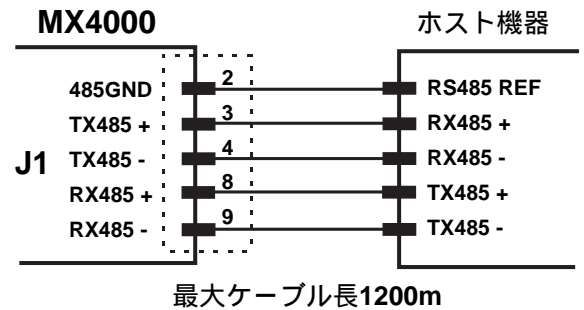 MX4000 ホスト機器
485GND 2 RS485 REF
TX485 + 3 RX485 +
J1 TX485 - 4 RX485 -
RX485 + 8 TX485 +
RX485 - 9 TX485 -
最大ケーブル長1200m